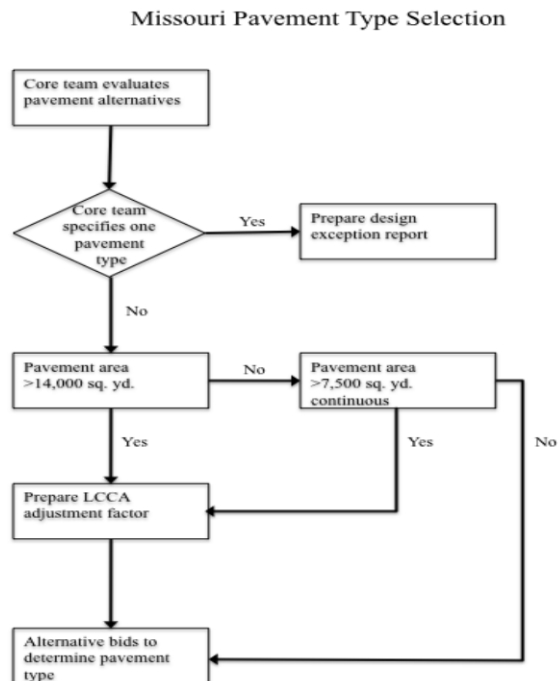 Missouri Pavement Type Selection
Core team evaluates
pavement alternatives
Core team
specifies one
pavement
type
Yes
Prepare design
exception report
No
Pavement area
>14,000 sq. yd.
No
Pavement area
>7,500 sq. yd.
continuous
Yes
Yes
No
Prepare LCCA
adjustment factor
Alternative bids to
determine pavement
type